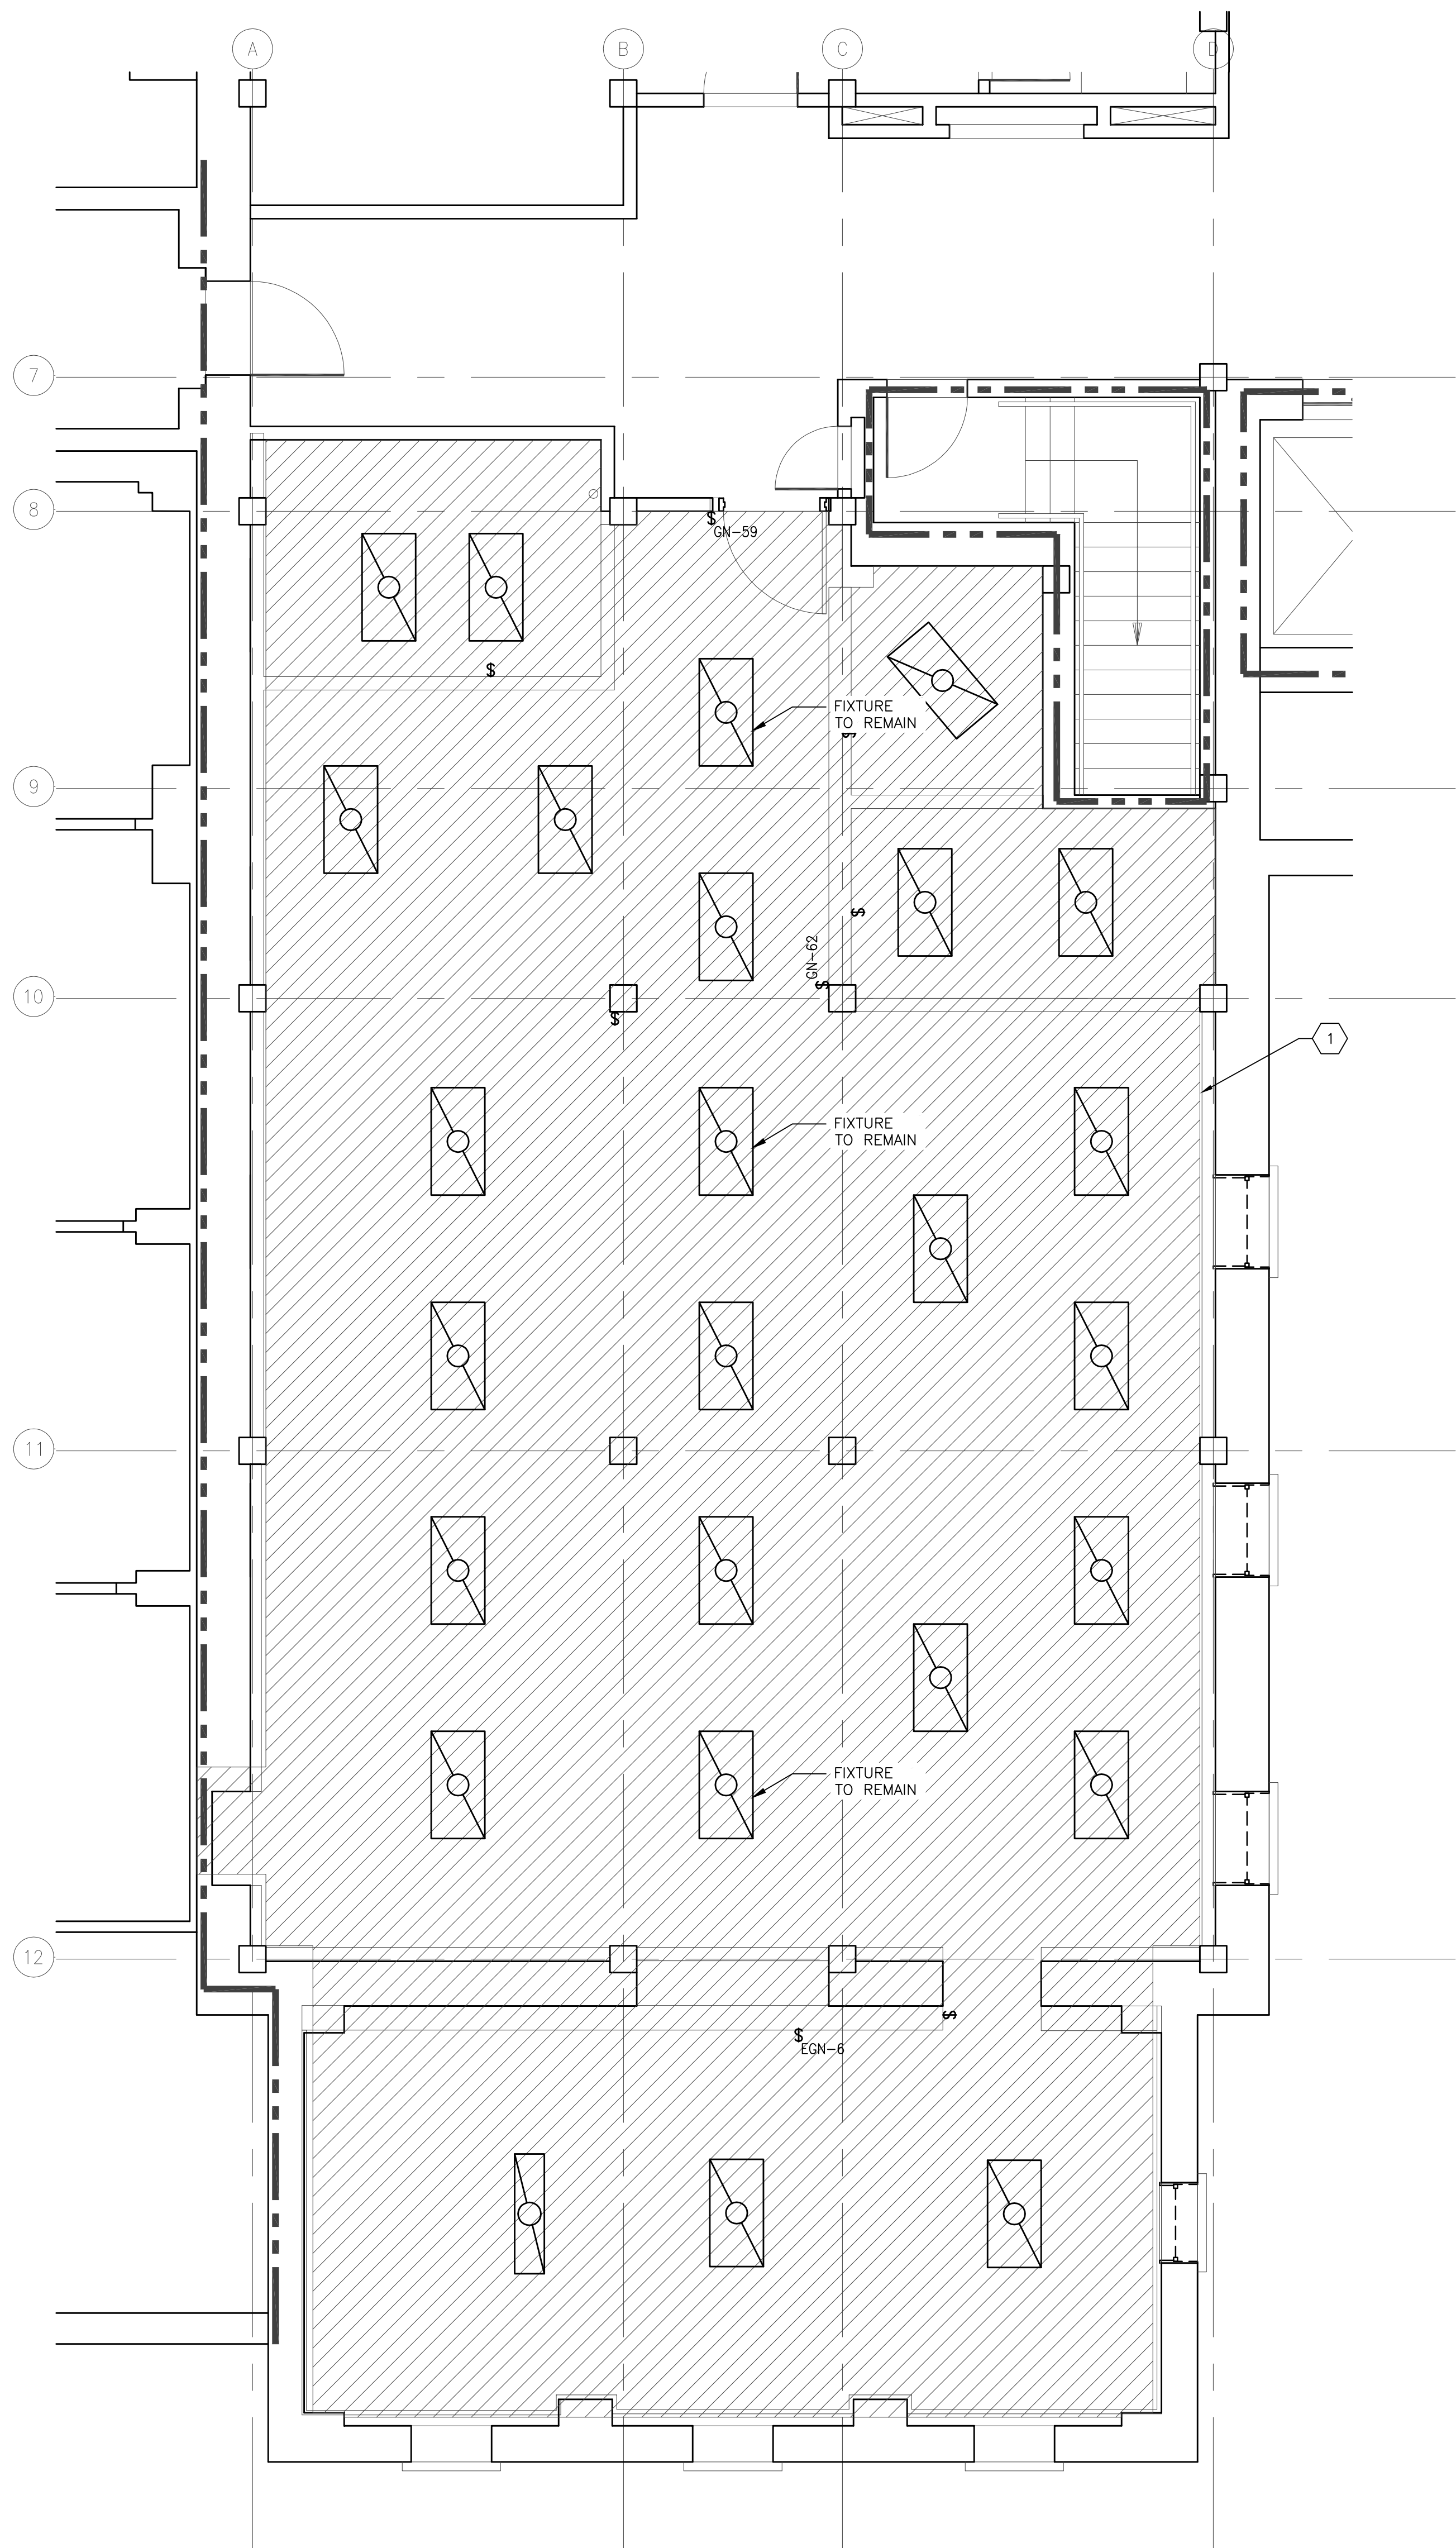 A
B
C
D
7
8
$
GN-59
$
FIXTURE
TO REMAIN
$
9
$
GN-62
$
10
$
1
FIXTURE
TO REMAIN
11
FIXTURE
TO REMAIN
12
$
$
EGN-6